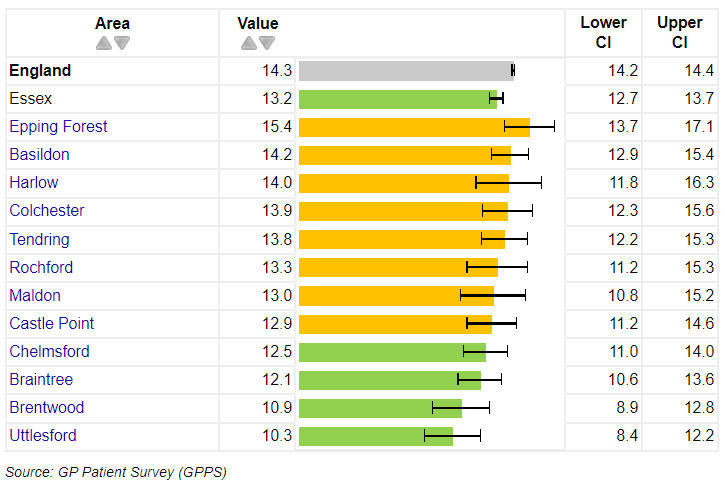 Area Value Lower CI Upper CI
England 14.3 14.2 14.4
Essex 13.2 12.7 13.7
Epping Forest 15.4 13.7 17.1
Basildon 14.2 12.9 15.4
Harlow 14.0 11.8 16.3
Colchester 13.9 12.3 15.6
Tendring 13.8 12.2 15.3
Rochford 13.3 11.2 15.3
Maldon 13.0 10.8 15.2
Castle Point 12.9 11.2 14.6
Chelmsford 12.5 11.0 14.0
Braintree 12.1 10.6 13.6
Brentwood 10.9 8.9 12.8
Uttlesford 10.3 8.4 12.2
Source: GP Patient Survey (GPPS)